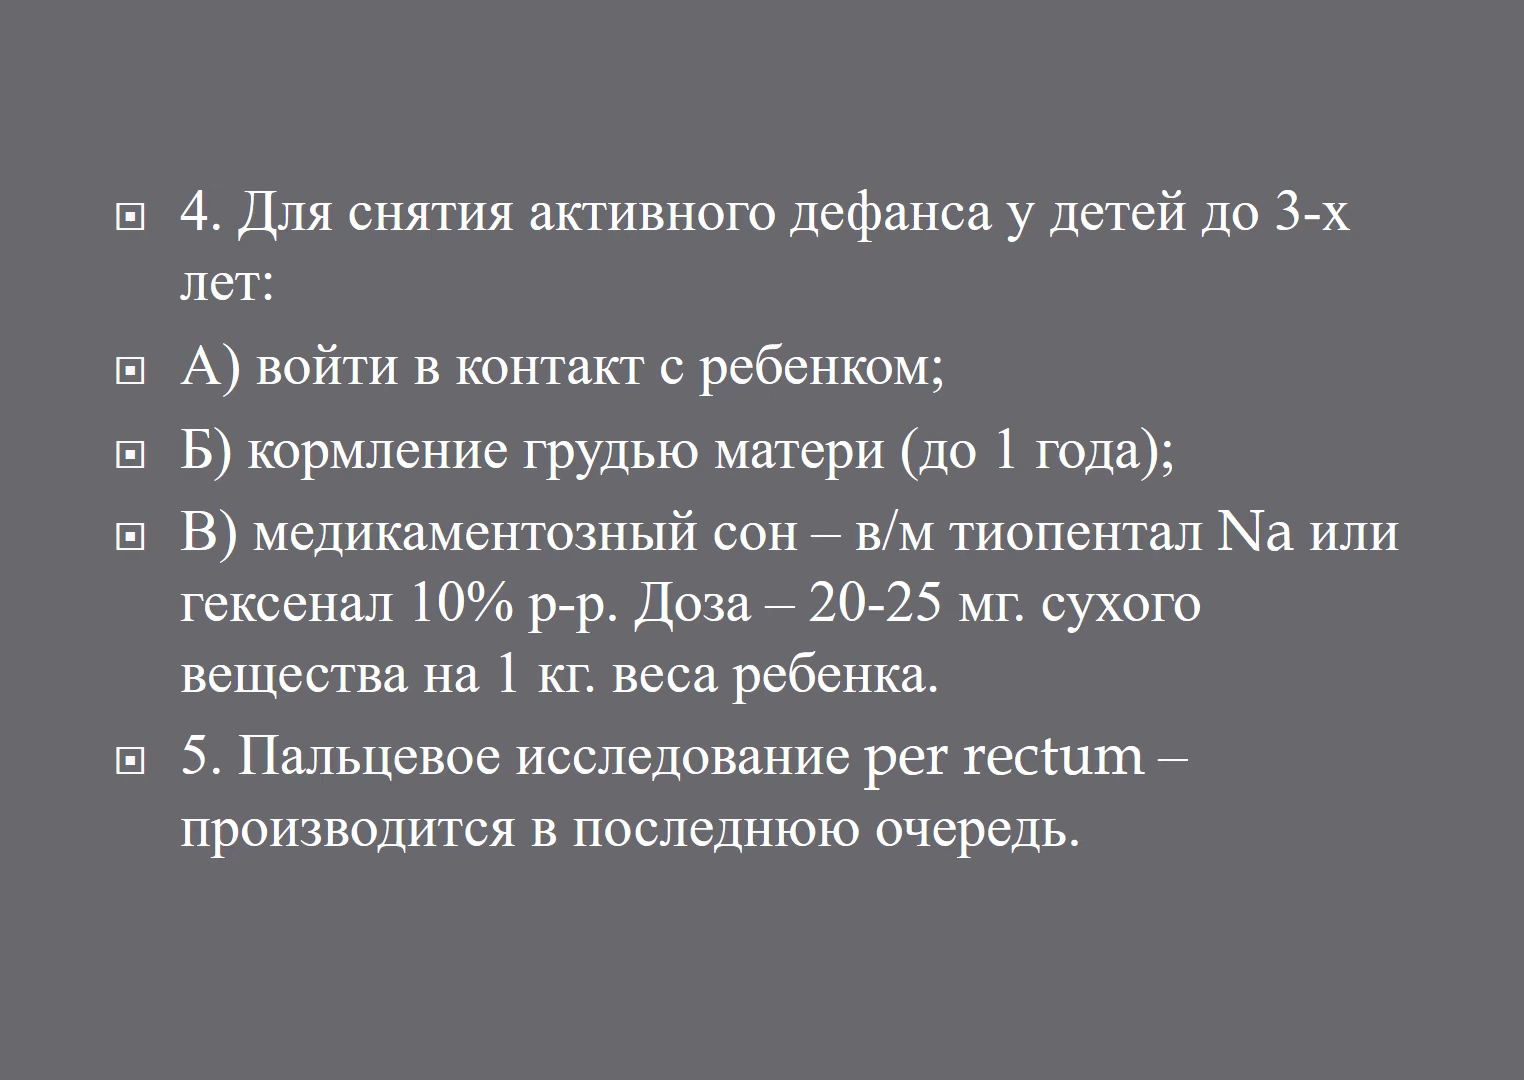 4. Для снятия активного дефанса у детей до 3-х
лет:
А) войти в контакт с ребенком;
Б) кормление грудью матери (до 1 года);
В) медикаментозный сон – в/м тиопентал Na или
гексенал 10% р-р. Доза – 20-25 мг. сухого
вещества на 1 кг. веса ребенка.
5. Пальцевое исследование per rectum –
производится в последнюю очередь.